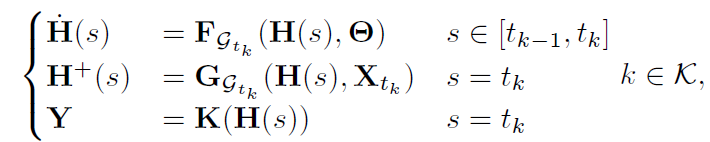 Ḣ(s) = F_{𝒢_{t_k}}(H(s), Θ) s ∈ [t_{k−1}, t_k]
H⁺(s) = G_{𝒢_{t_k}}(H(s), X_{t_k}) s = t_k k ∈ 𝒦,
Y = K(H(s)) s = t_k